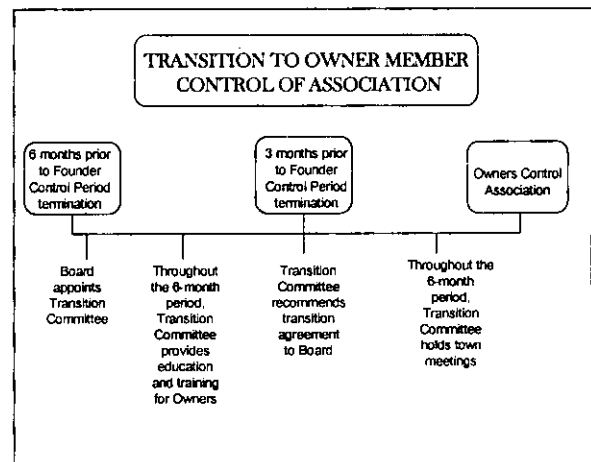 TRANSITION TO OWNER MEMBER
CONTROL OF ASSOCIATION
6 months prior
to Founder
Control Period
termination
3 months prior
to Founder
Control Period
termination
Owners Control
Association
Board
appoints
Transition
Committee
Throughout
the 6-month
period,
Transition
Committee
provides
education
and training
for Owners
Transition
Committee
recommends
transition
agreement
to Board
Throughout the
6-month
period,
Transition
Committee
holds town
meetings